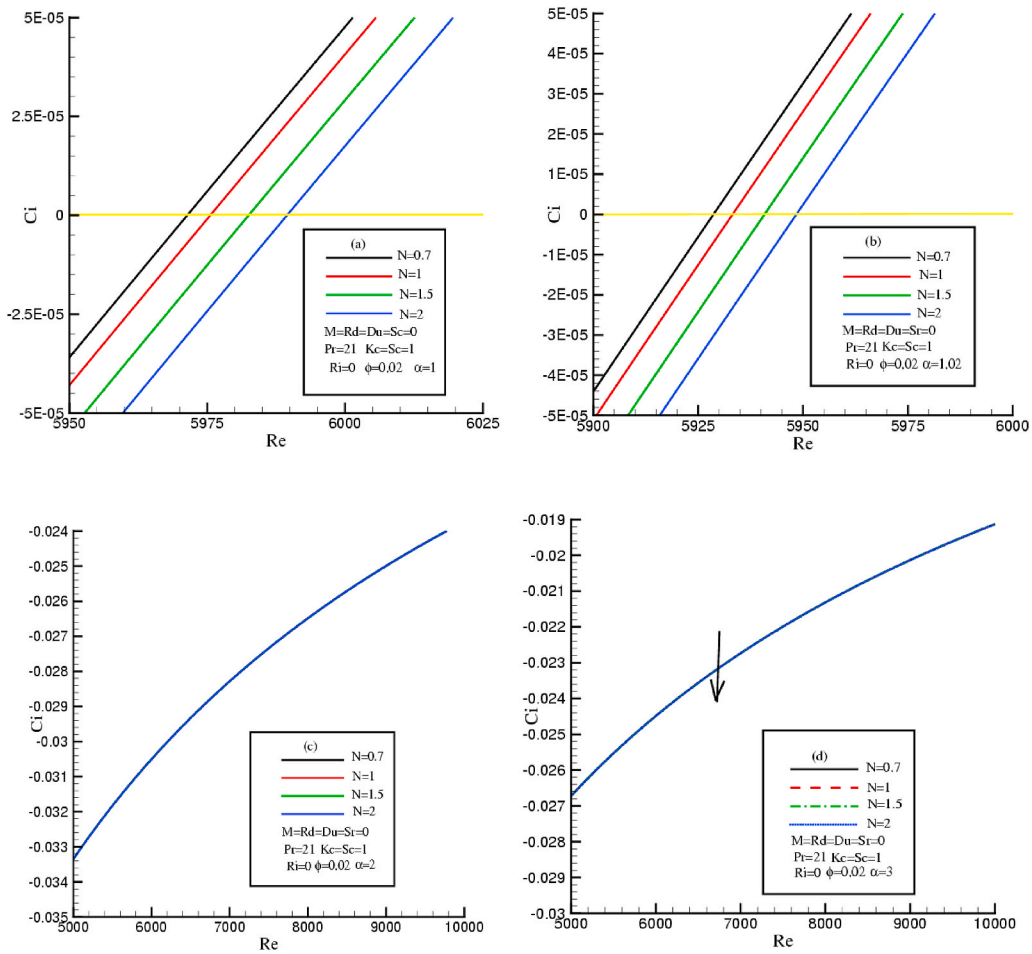 5E-05
2.5E-05
0
-2.5E-05
-5E-05
Ci
5950
5975
6000
6025
Re
(a)
N=0.7
N=1
N=1.5
N=2
M=Rd=Du=Sc=0
Pr=21 Kc=Sc=1
Ri=0 ϕ=0.02 α=1
5E-05
4E-05
3E-05
2E-05
1E-05
0
-1E-05
-2E-05
-3E-05
-4E-05
-5E-05
Ci
5900
5925
5950
5975
6000
Re
(b)
N=0.7
N=1
N=1.5
N=2
M=Rd=Du=Sr=0
Pr=21 Kc=Sc=1
Ri=0 ϕ=0.02 α=1.02
-0.024
-0.025
-0.026
-0.027
-0.028
-0.029
-0.03
-0.031
-0.032
-0.033
-0.034
-0.035
Ci
5000
6000
7000
8000
9000
10000
Re
(c)
N=0.7
N=1
N=1.5
N=2
M=Rd=Du=Sr=0
Pr=21 Kc=Sc=1
Ri=0 ϕ=0.02 α=2
-0.019
-0.02
-0.021
-0.022
-0.023
-0.024
-0.025
-0.026
-0.027
-0.028
-0.029
-0.03
Ci
5000
6000
7000
8000
9000
10000
Re
(d)
N=0.7
N=1
N=1.5
N=2
M=Rd=Du=Sr=0
Pr=21 Kc=Sc=1
Ri=0 ϕ=0.02 α=3